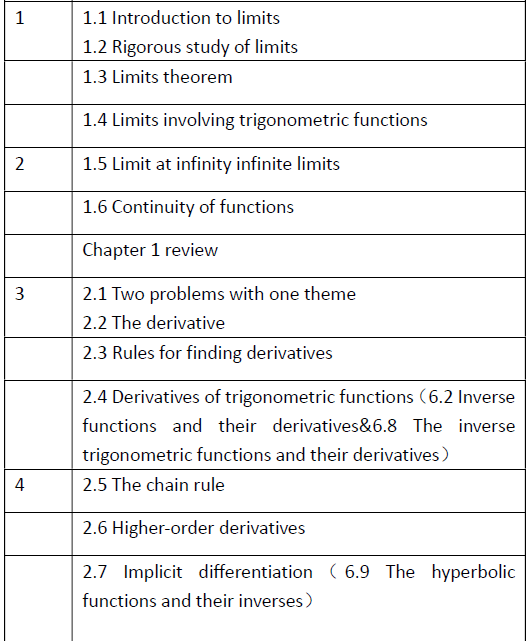 1 1.1 Introduction to limits
1.2 Rigorous study of limits
1.3 Limits theorem
1.4 Limits involving trigonometric functions
2 1.5 Limit at infinity infinite limits
1.6 Continuity of functions
Chapter 1 review
3 2.1 Two problems with one theme
2.2 The derivative
2.3 Rules for finding derivatives
2.4 Derivatives of trigonometric functions（6.2 Inverse
functions and their derivatives&6.8 The inverse
trigonometric functions and their derivatives）
4 2.5 The chain rule
2.6 Higher-order derivatives
2.7 Implicit differentiation（ 6.9 The hyperbolic
functions and their inverses）